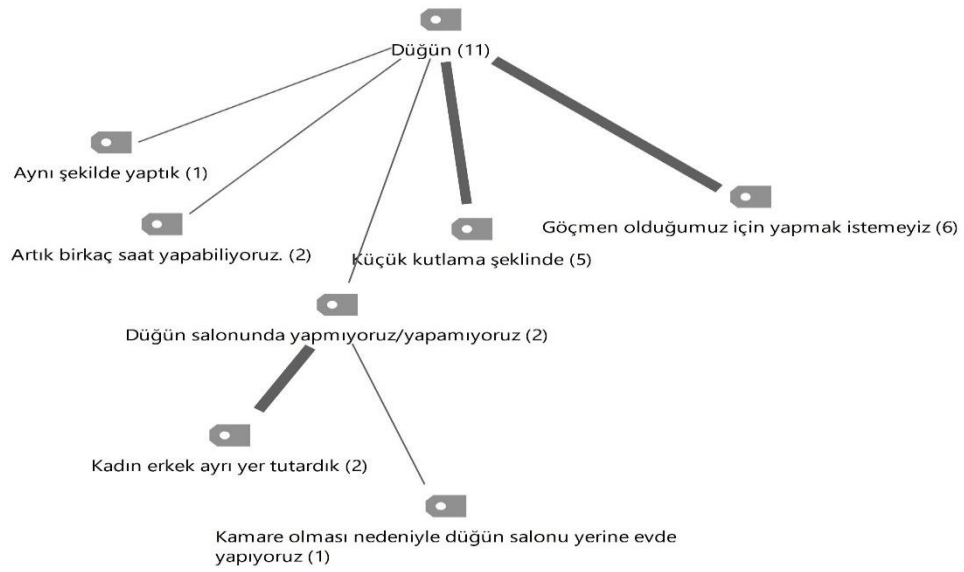 Düğün (11)
Aynı şekilde yaptık (1)
Göçmen olduğumuz için yapmak istemeyiz (6)
Artık birkaç saat yapabiliyoruz. (2)
Küçük kutlama şeklinde (5)
Düğün salonunda yapmıyoruz/yapamıyoruz (2)
Kadın erkek ayrı yer tutardık (2)
Kamare olması nedeniyle düğün salonu yerine evde
yapıyoruz (1)